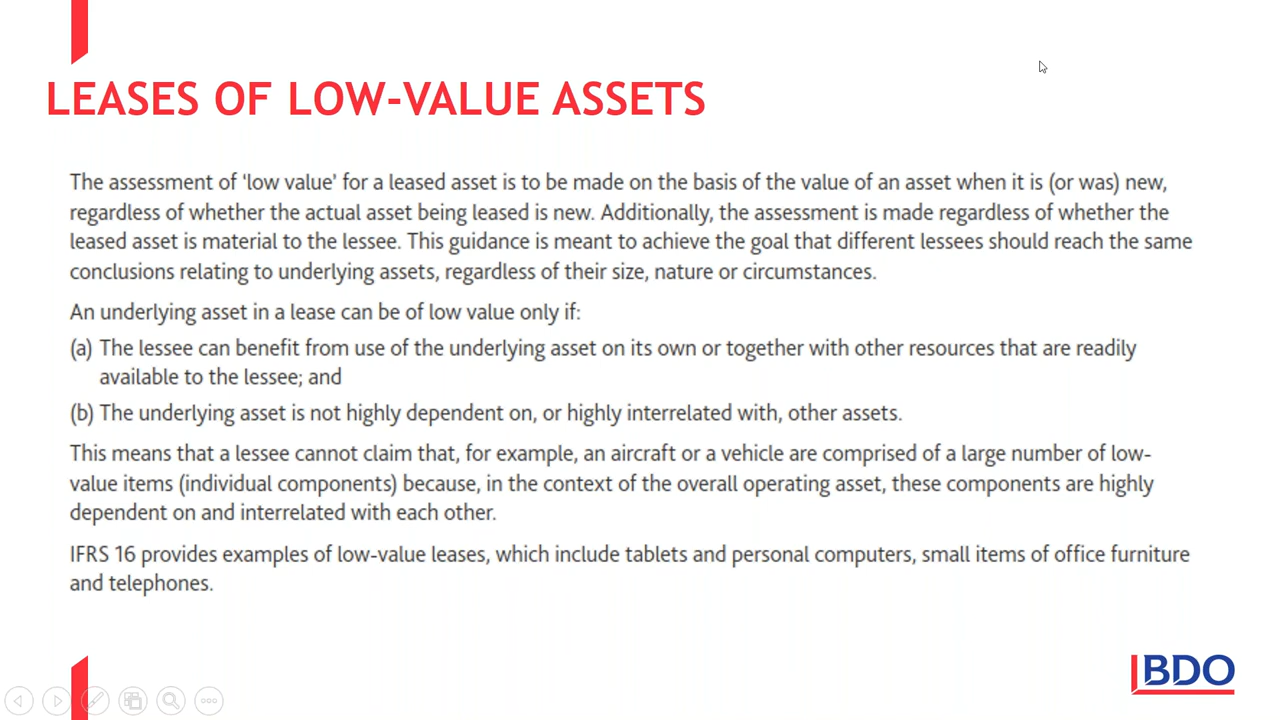 LEASES OF LOW-VALUE ASSETS
The assessment of ‘low value’ for a leased asset is to be made on the basis of the value of an asset when it is (or was) new,
regardless of whether the actual asset being leased is new. Additionally, the assessment is made regardless of whether the
leased asset is material to the lessee. This guidance is meant to achieve the goal that different lessees should reach the same
conclusions relating to underlying assets, regardless of their size, nature or circumstances.
An underlying asset in a lease can be of low value only if:
(a) The lessee can benefit from use of the underlying asset on its own or together with other resources that are readily
available to the lessee; and
(b) The underlying asset is not highly dependent on, or highly interrelated with, other assets.
This means that a lessee cannot claim that, for example, an aircraft or a vehicle are comprised of a large number of low-
value items (individual components) because, in the context of the overall operating asset, these components are highly
dependent on and interrelated with each other.
IFRS 16 provides examples of low-value leases, which include tablets and personal computers, small items of office furniture
and telephones.
BDO